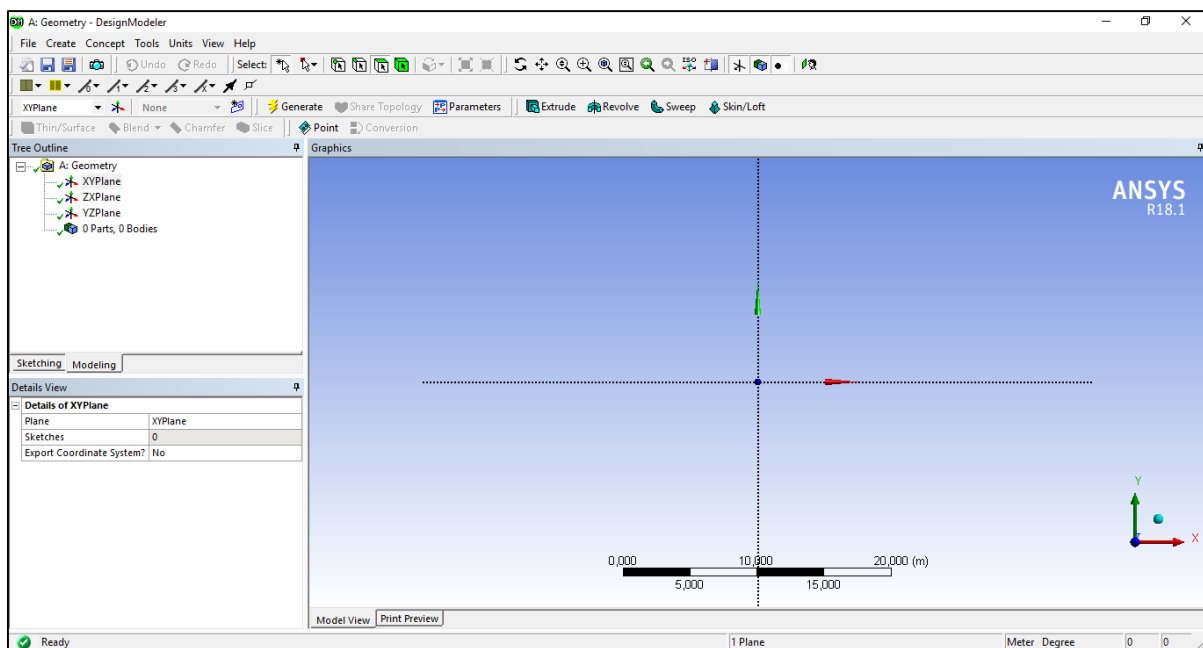 A: Geometry - DesignModeler
File Create Concept Tools Units View Help
Undo Redo Select: ISO
XYPlane None Generate Share Topology Parameters Extrude Revolve Sweep Skin/Loft
Thin/Surface Blend Chamfer Slice Point Conversion
Tree Outline
A: Geometry
XYPlane
ZXPlane
YZPlane
0 Parts, 0 Bodies
Sketching Modeling
Details View
Details of XYPlane
Plane XYPlane
Sketches 0
Export Coordinate System? No
Graphics
ANSYS
R18.1
Y
X
0,000 10,000 20,000 (m)
5,000 15,000
Model View Print Preview
Ready 1 Plane Meter Degree 0 0